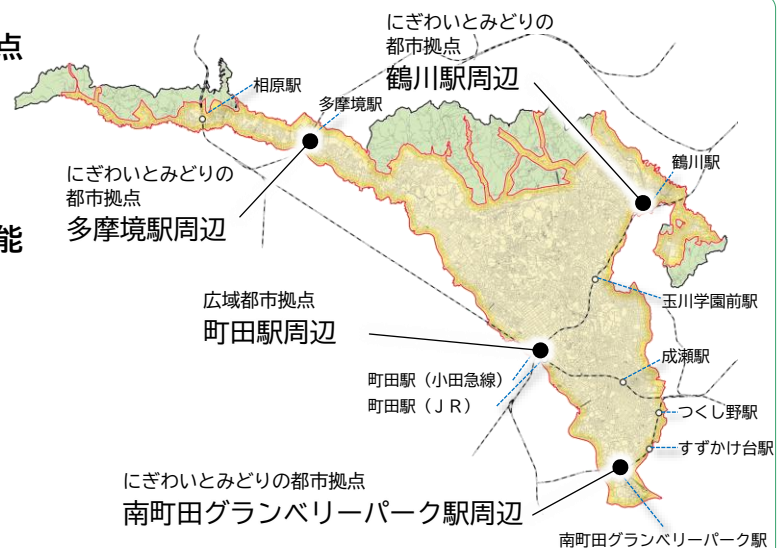 点
にぎわいとみどりの
都市拠点
鶴川駅周辺
相原駅
多摩境駅
鶴川駅
にぎわいとみどりの
都市拠点
多摩境駅周辺
能
広域都市拠点
町田駅周辺
玉川学園前駅
成瀬駅
町田駅（小田急線）
町田駅（ＪＲ）
つくし野駅
すずかけ台駅
にぎわいとみどりの都市拠点
南町田グランベリーパーク駅周辺
南町田グランベリーパーク駅